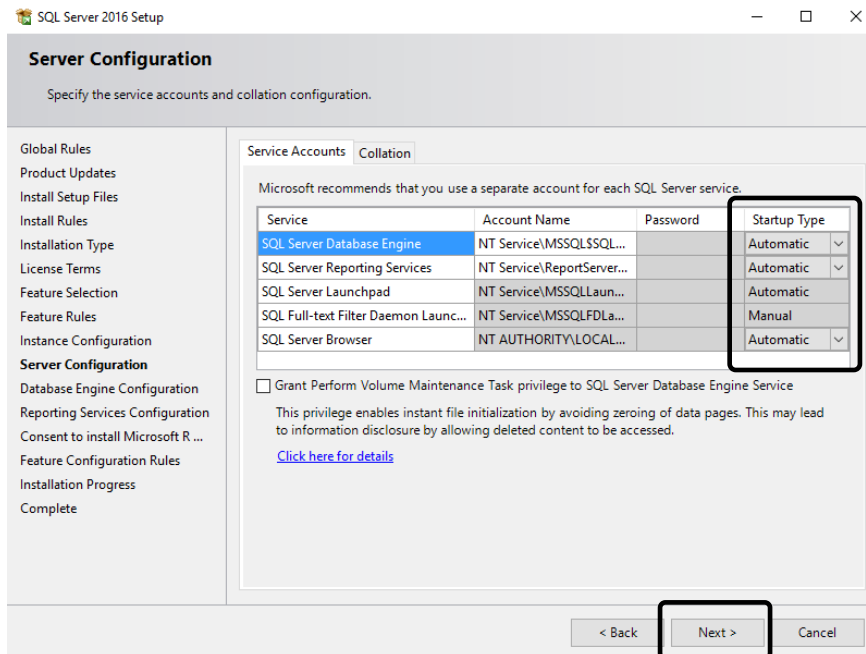 SQL Server 2016 Setup
Server Configuration
Specify the service accounts and collation configuration.
Global Rules
Product Updates
Install Setup Files
Install Rules
Installation Type
License Terms
Feature Selection
Feature Rules
Instance Configuration
Server Configuration
Database Engine Configuration
Reporting Services Configuration
Consent to install Microsoft R ...
Feature Configuration Rules
Installation Progress
Complete
Service Accounts Collation
Microsoft recommends that you use a separate account for each SQL Server service.
Service Account Name Password Startup Type
SQL Server Database Engine NT Service\MSSQL$SQL... Automatic
SQL Server Reporting Services NT Service\ReportServer... Automatic
SQL Server Launchpad NT Service\MSSQLLaun... Automatic
SQL Full-text Filter Daemon Launc... NT Service\MSSQLFDLa... Manual
SQL Server Browser NT AUTHORITY\LOCAL... Automatic
Grant Perform Volume Maintenance Task privilege to SQL Server Database Engine Service
This privilege enables instant file initialization by avoiding zeroing of data pages. This may lead
to information disclosure by allowing deleted content to be accessed.
Click here for details
< Back Next > Cancel